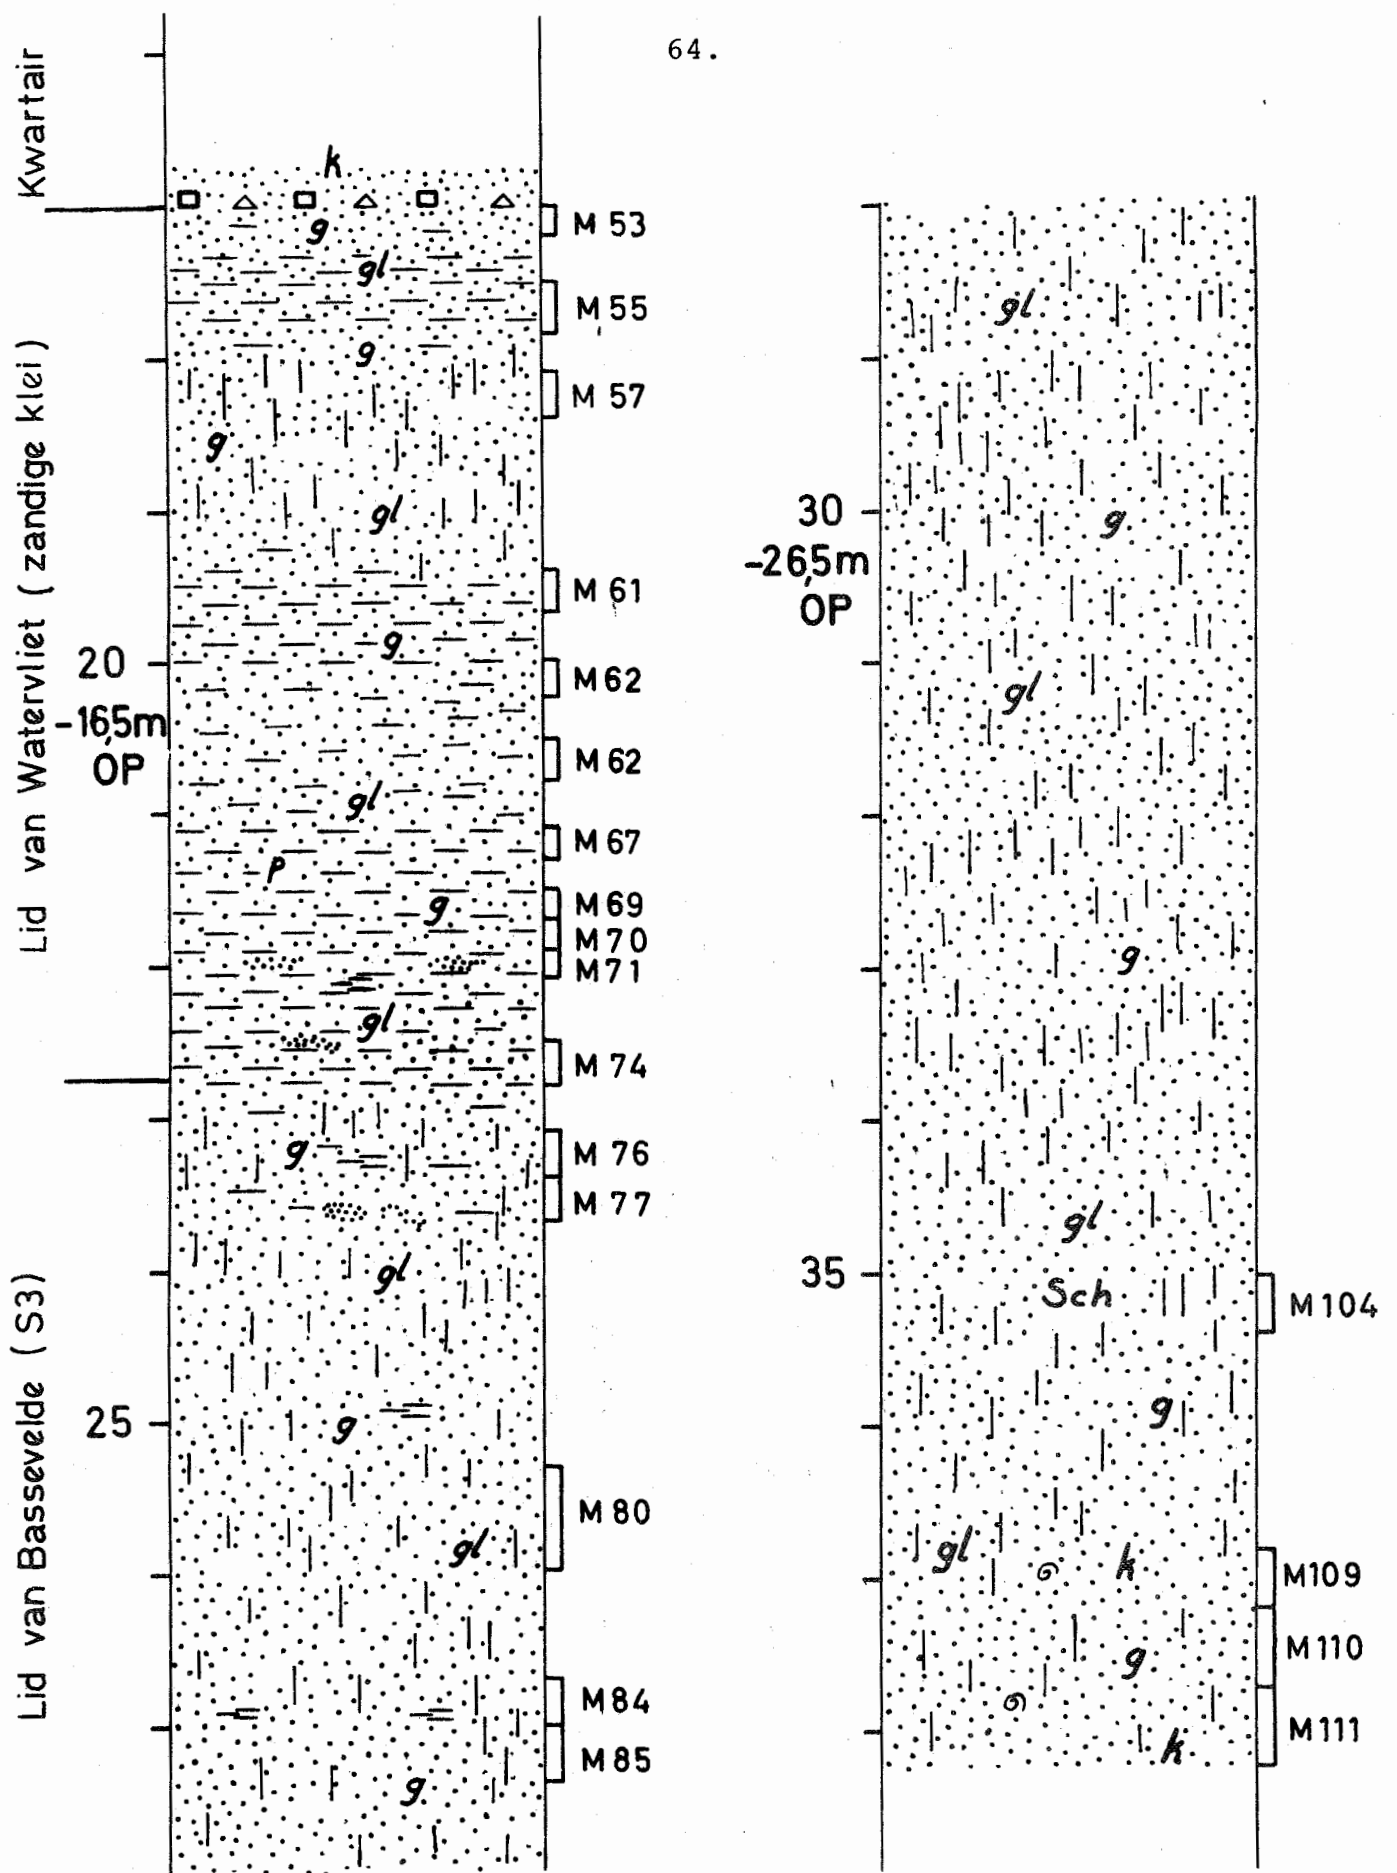 64.
Kwartair
k
g
M 53
gl
M 55
g
M 57
Lid van Watervliet ( zandige klei )
g
gl
M 61
g
20
-16,5m
OP
M 62
M 62
gl
M 67
p
g
M 69
M 70
M 71
gl
M 74
g
M 76
M 77
gl
Lid van Bassevelde ( S3)
25
g
M 80
gl
M 84
M 85
g
gl
30
-26,5m
OP
g
gl
g
gl
35
Sch
M 104
g
gl
k
M109
g
M 110
M 111
k